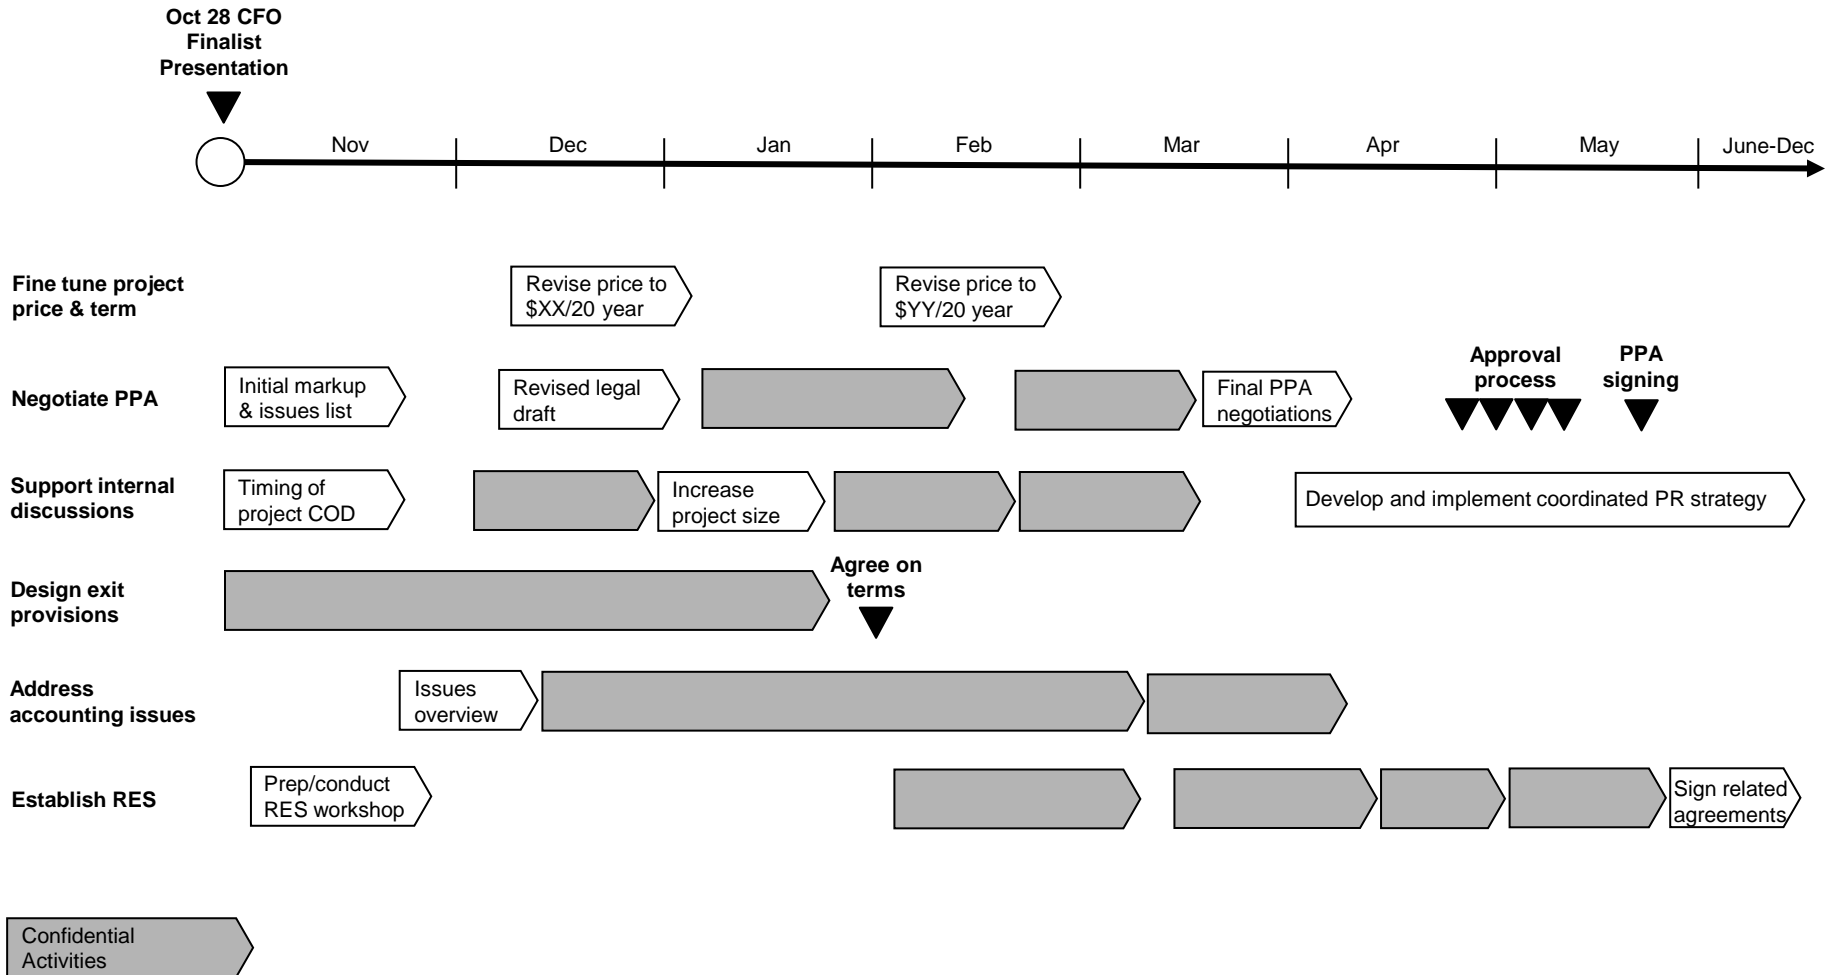 Oct 28 CFO
Finalist
Presentation
Nov
Dec
Jan
Feb
Mar
Apr
May
June-Dec
Fine tune project
price & term
Revise price to
$XX/20 year
Revise price to
$YY/20 year
Negotiate PPA
Initial markup
& issues list
Revised legal
draft
Final PPA
negotiations
Approval
process
PPA
signing
Support internal
discussions
Timing of
project COD
Increase
project size
Develop and implement coordinated PR strategy
Design exit
provisions
Agree on
terms
Address
accounting issues
Issues
overview
Establish RES
Prep/conduct
RES workshop
Sign related
agreements
Confidential
Activities